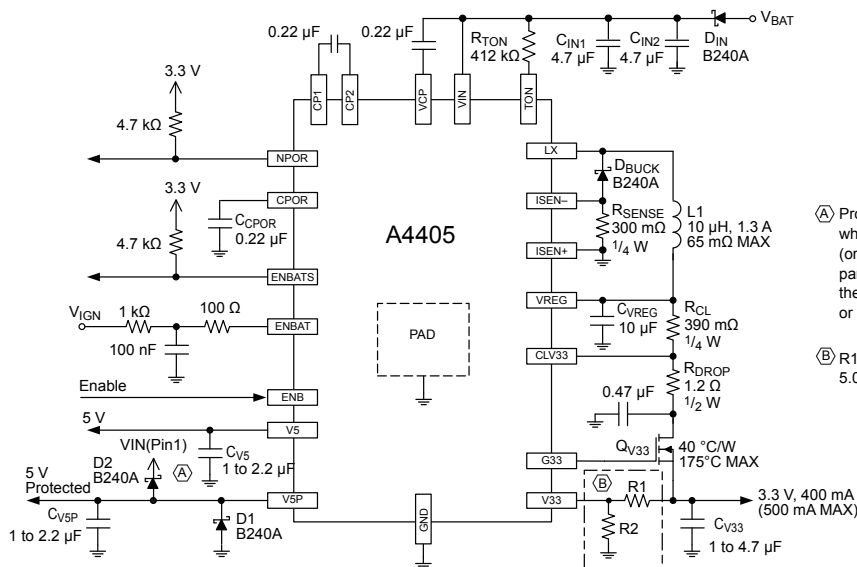 0.22 µF
0.22 µF
R_TON
412 kΩ
C_IN1
4.7 µF
C_IN2
4.7 µF
D_IN
B240A
V_BAT
3.3 V
4.7 kΩ
CP1
CP2
VCP
VIN
TON
NPOR
LX
D_BUCK
B240A
3.3 V
CPOR
C_CPOR
0.22 µF
4.7 kΩ
A4405
ISEN–
R_SENSE
300 mΩ
1/4 W
ISEN+
L1
10 µH, 1.3 A
65 mΩ MAX
ENBATS
V_IGN
1 kΩ
100 Ω
ENBAT
100 nF
PAD
VREG
C_VREG
10 µF
R_CL
390 mΩ
1/4 W
CLV33
R_DROP
1.2 Ω
1/2 W
0.47 µF
Enable
ENB
5 V
V5
C_V5
1 to 2.2 µF
Q_V33
40 °C/W
175°C MAX
G33
VIN(Pin1)
D2
B240A
A
5 V
Protected
V5P
C_V5P
1 to 2.2 µF
D1
B240A
GND
V33
B
R1
R2
3.3 V, 400 mA
(500 mA MAX)
C_V33
1 to 4.7 µF
A Pro
wh
(or
par
the
or
B R1
5.0